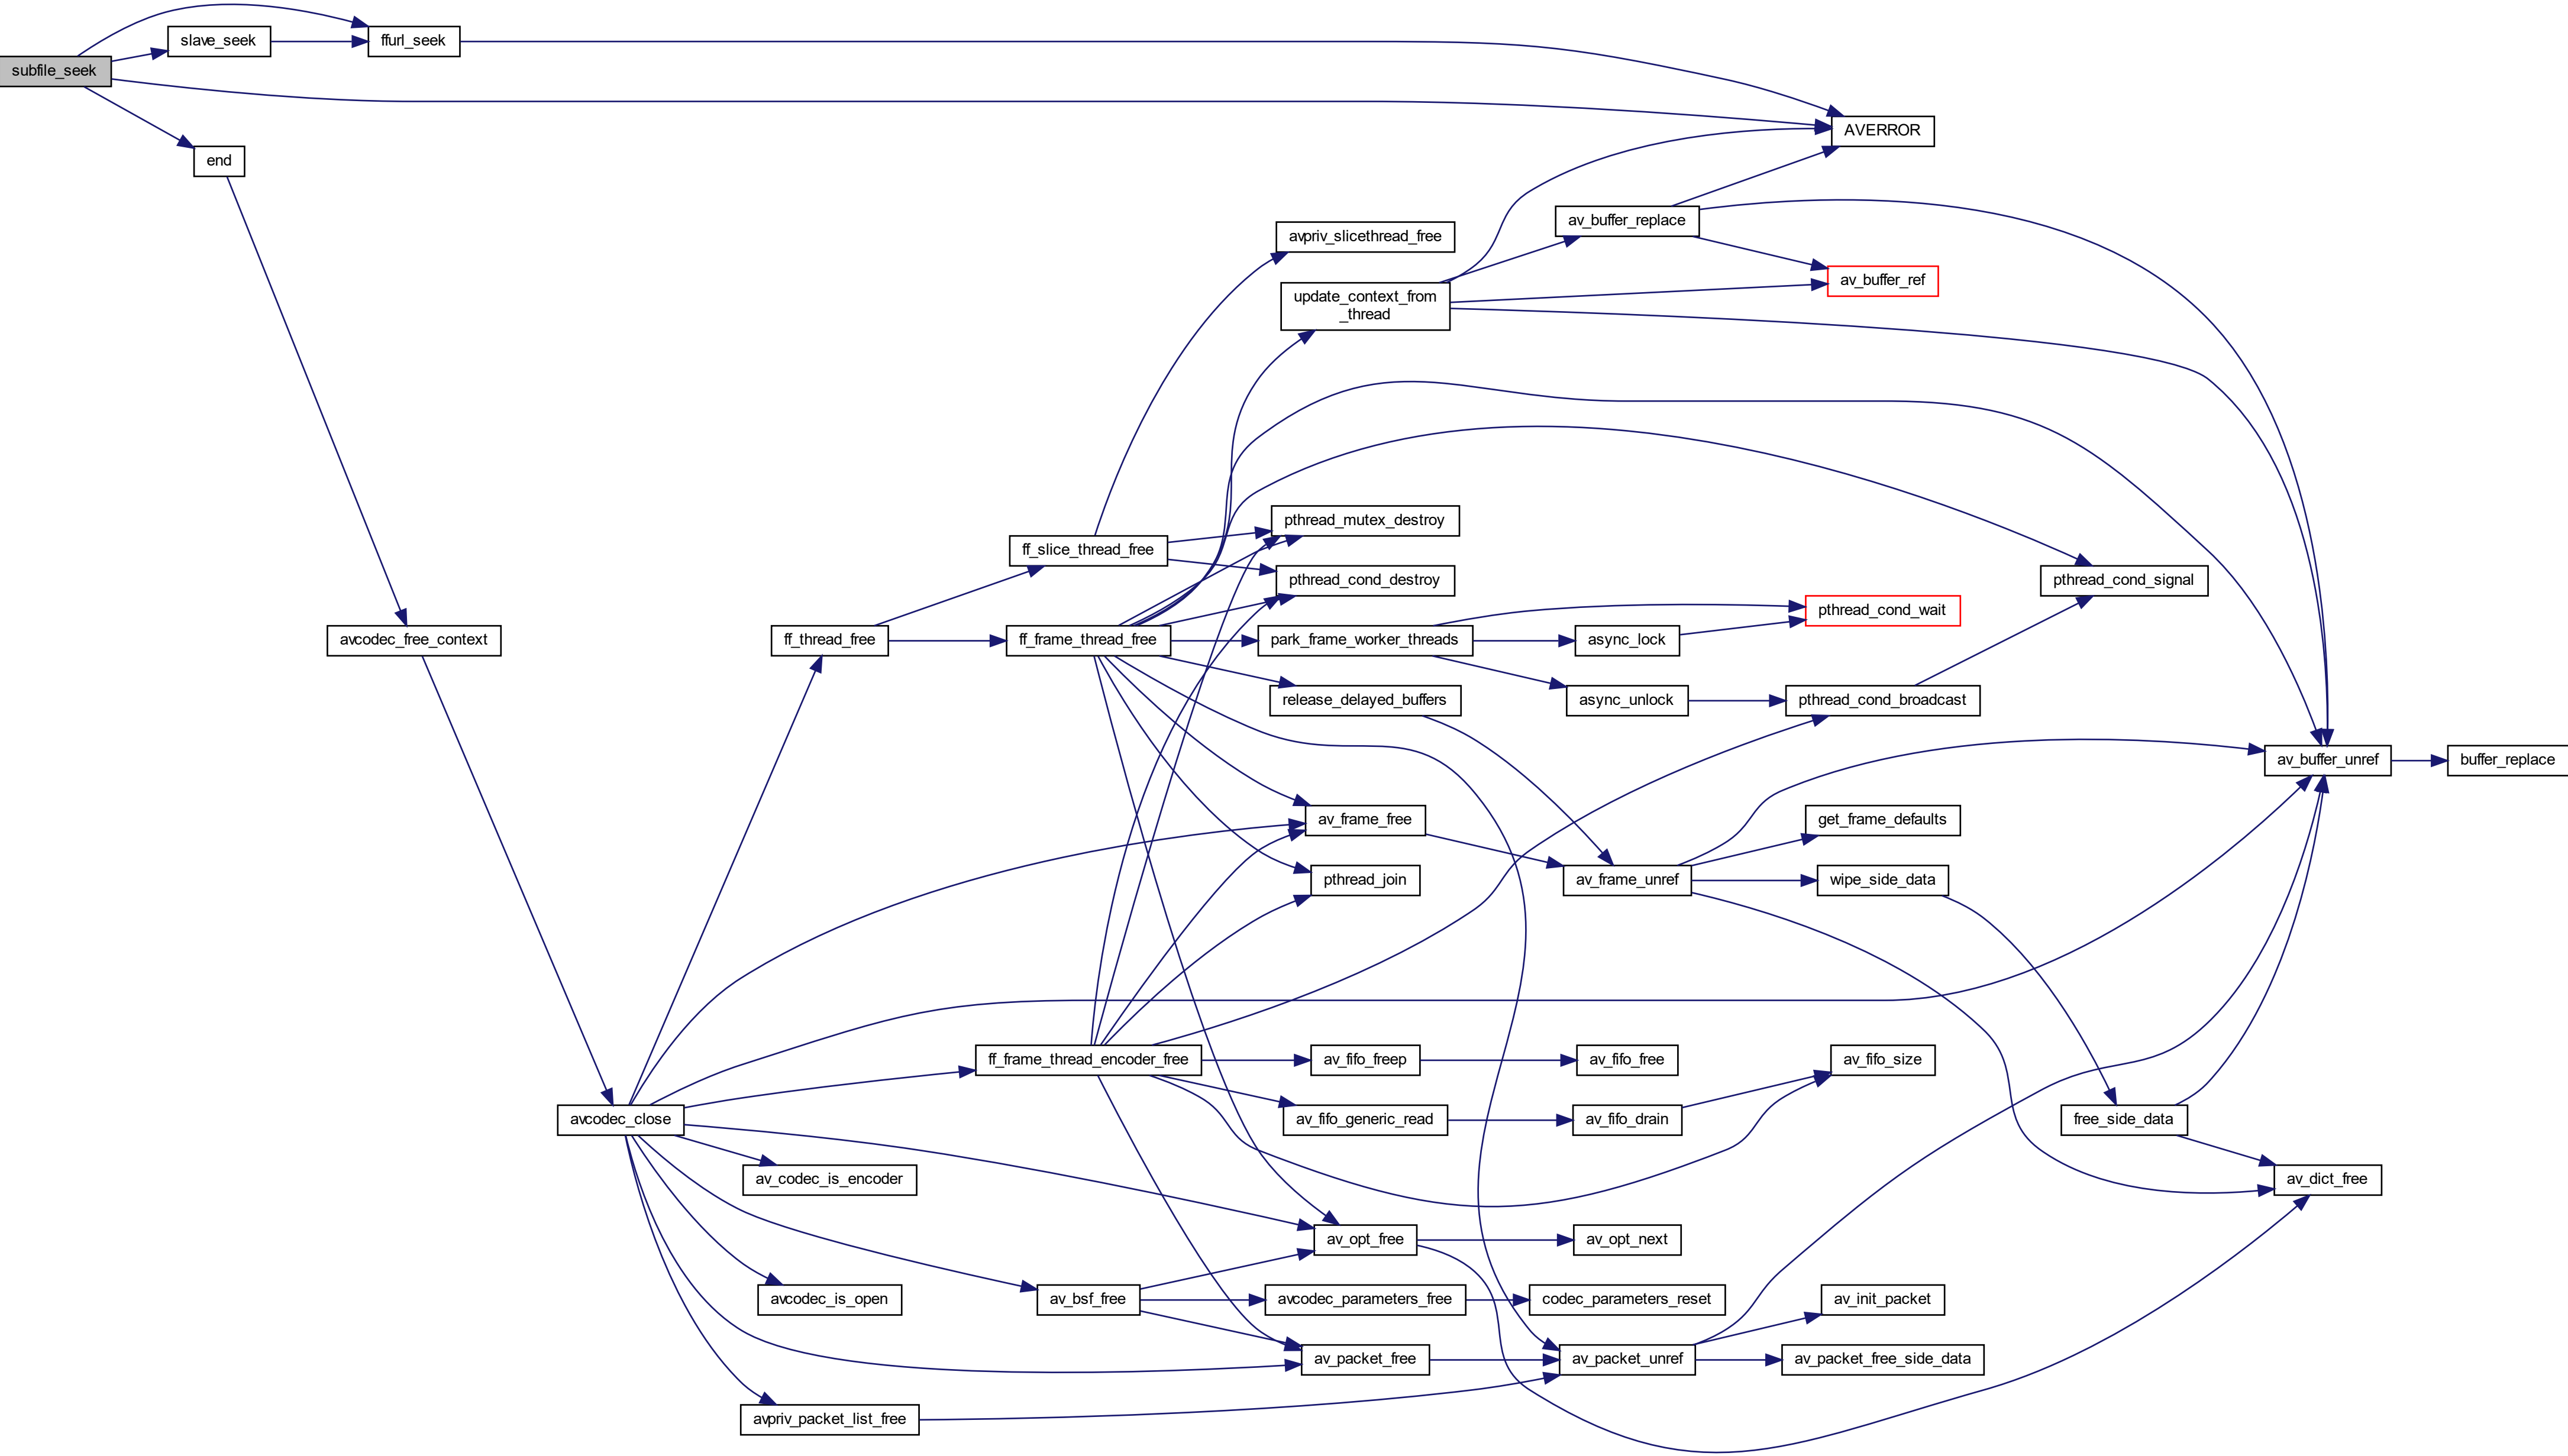 subfile_seek
slave_seek
ffurl_seek
end
avcodec_free_context
avcodec_close
ff_thread_free
av_codec_is_encoder
avcodec_is_open
avpriv_packet_list_free
ff_slice_thread_free
ff_frame_thread_free
ff_frame_thread_encoder_free
av_bsf_free
avpriv_slicethread_free
update_context_from
_thread
pthread_mutex_destroy
pthread_cond_destroy
park_frame_worker_threads
release_delayed_buffers
av_frame_free
pthread_join
av_fifo_freep
av_fifo_generic_read
av_opt_free
avcodec_parameters_free
av_packet_free
av_buffer_replace
async_lock
async_unlock
av_frame_unref
av_fifo_free
av_fifo_drain
av_opt_next
codec_parameters_reset
av_packet_unref
AVERROR
av_buffer_ref
pthread_cond_wait
pthread_cond_broadcast
get_frame_defaults
wipe_side_data
av_fifo_size
av_init_packet
av_packet_free_side_data
pthread_cond_signal
free_side_data
av_buffer_unref
av_dict_free
buffer_replace